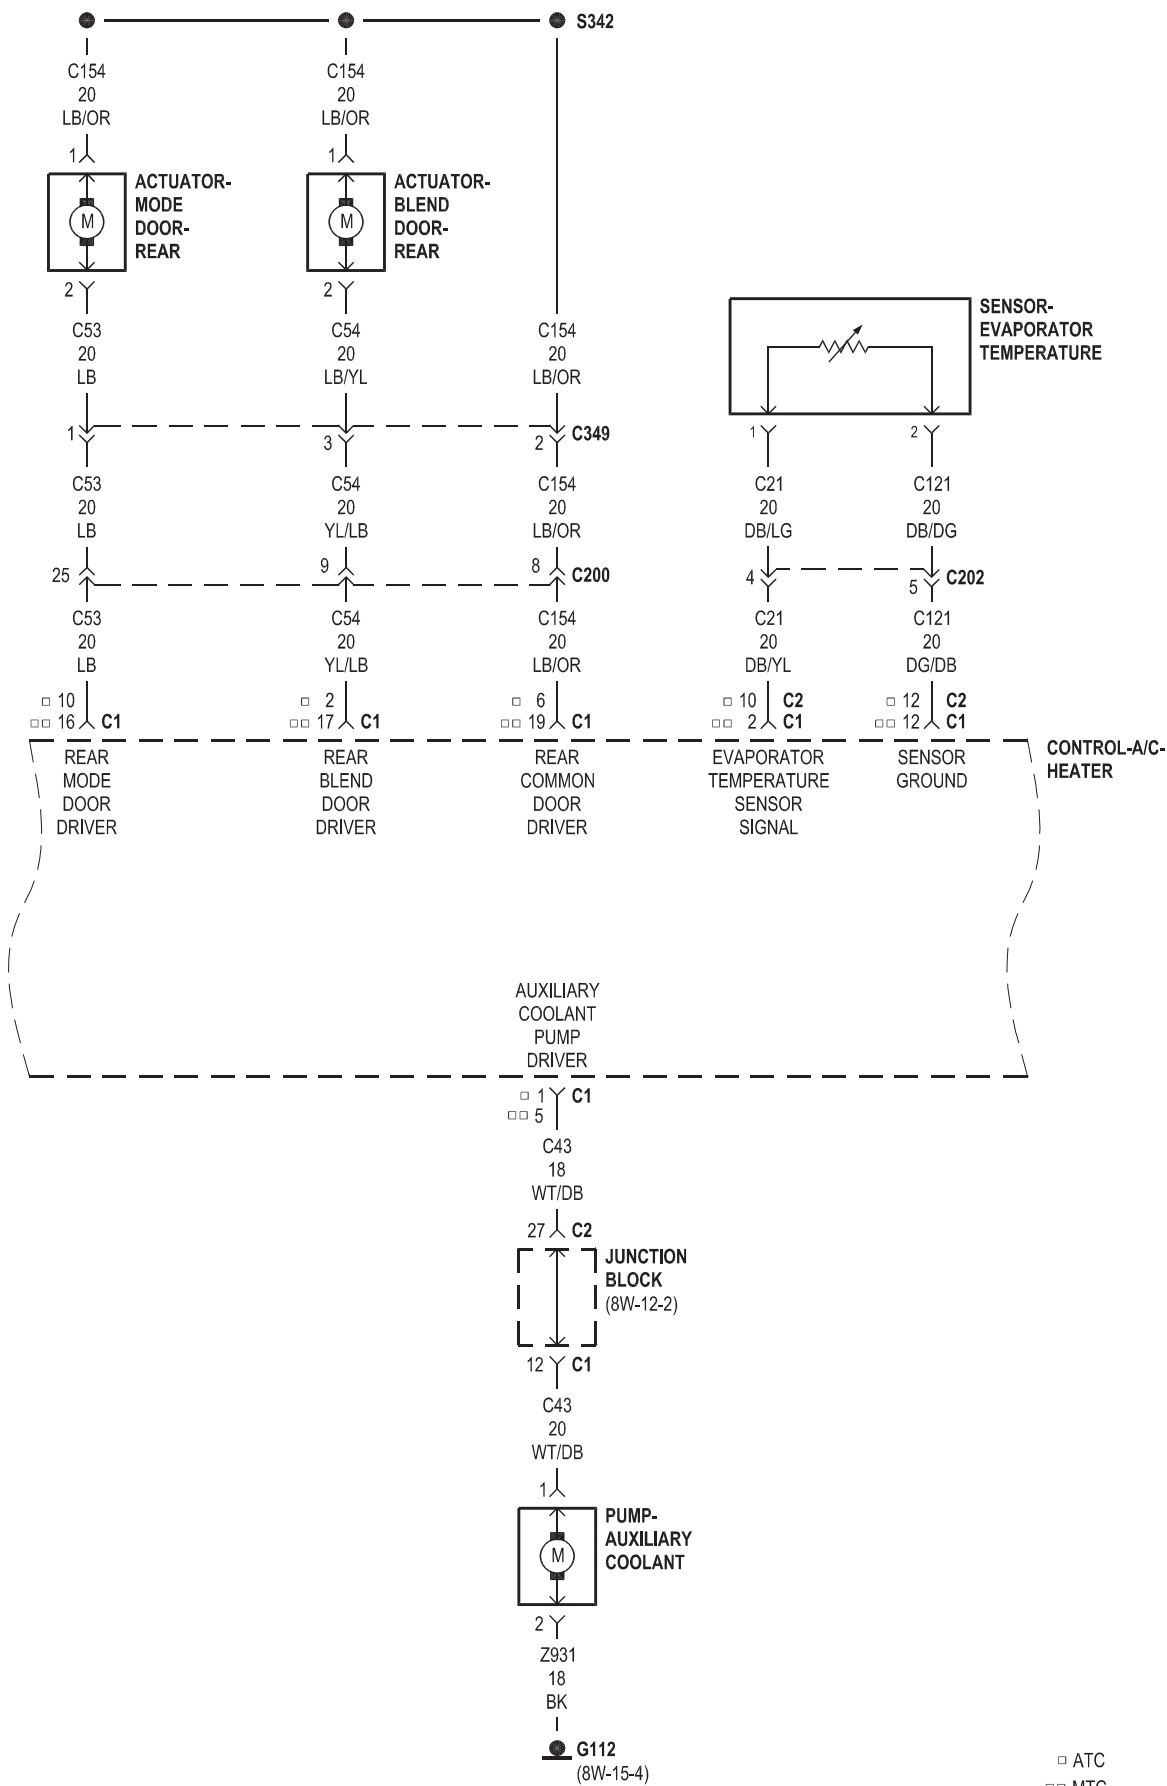 S342
C154
20
LB/OR
1
ACTUATOR-
MODE
DOOR-
REAR
M
2
C53
20
LB
1
C53
20
LB
25
C53
20
LB
□ 10
□□ 16 C1
REAR
MODE
DOOR
DRIVER
C154
20
LB/OR
1
ACTUATOR-
BLEND
DOOR-
REAR
M
2
C54
20
LB/YL
3
C54
20
YL/LB
9
C54
20
YL/LB
□ 2
□□ 17 C1
REAR
BLEND
DOOR
DRIVER
C154
20
LB/OR
2 C349
C154
20
LB/OR
8 C200
C154
20
LB/OR
□ 6
□□ 19 C1
REAR
COMMON
DOOR
DRIVER
SENSOR-
EVAPORATOR
TEMPERATURE
1
C21
20
DB/LG
4
C21
20
DB/YL
□ 10 C2
□□ 2 C1
EVAPORATOR
TEMPERATURE
SENSOR
SIGNAL
2
C121
20
DB/DG
5 C202
C121
20
DG/DB
□ 12 C2
□□ 12 C1
SENSOR
GROUND
CONTROL-A/C-
HEATER
AUXILIARY
COOLANT
PUMP
DRIVER
□ 1 C1
□□ 5
C43
18
WT/DB
27 C2
JUNCTION
BLOCK
(8W-12-2)
12 C1
C43
20
WT/DB
1
PUMP-
AUXILIARY
COOLANT
M
2
Z931
18
BK
G112
(8W-15-4)
□ ATC
□□ MTC